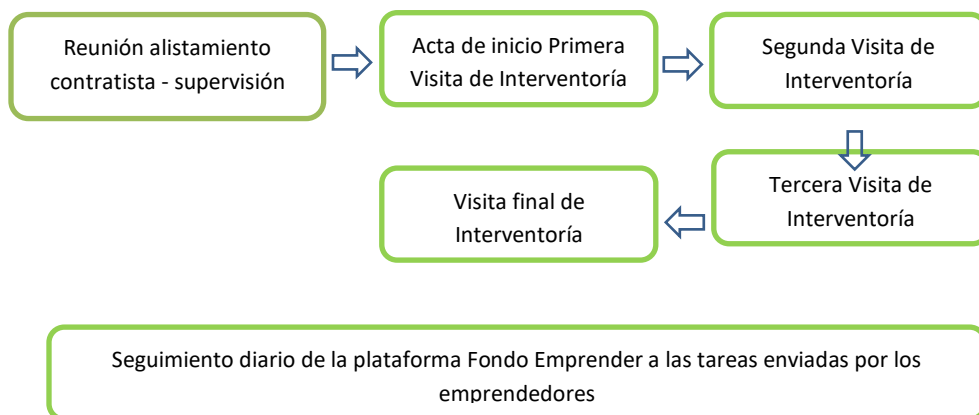 Reunión alistamiento
contratista - supervisión
Acta de inicio Primera
Visita de Interventoría
Segunda Visita de
Interventoría
Tercera Visita de
Interventoría
Visita final de
Interventoría
Seguimiento diario de la plataforma Fondo Emprender a las tareas enviadas por los
emprendedores